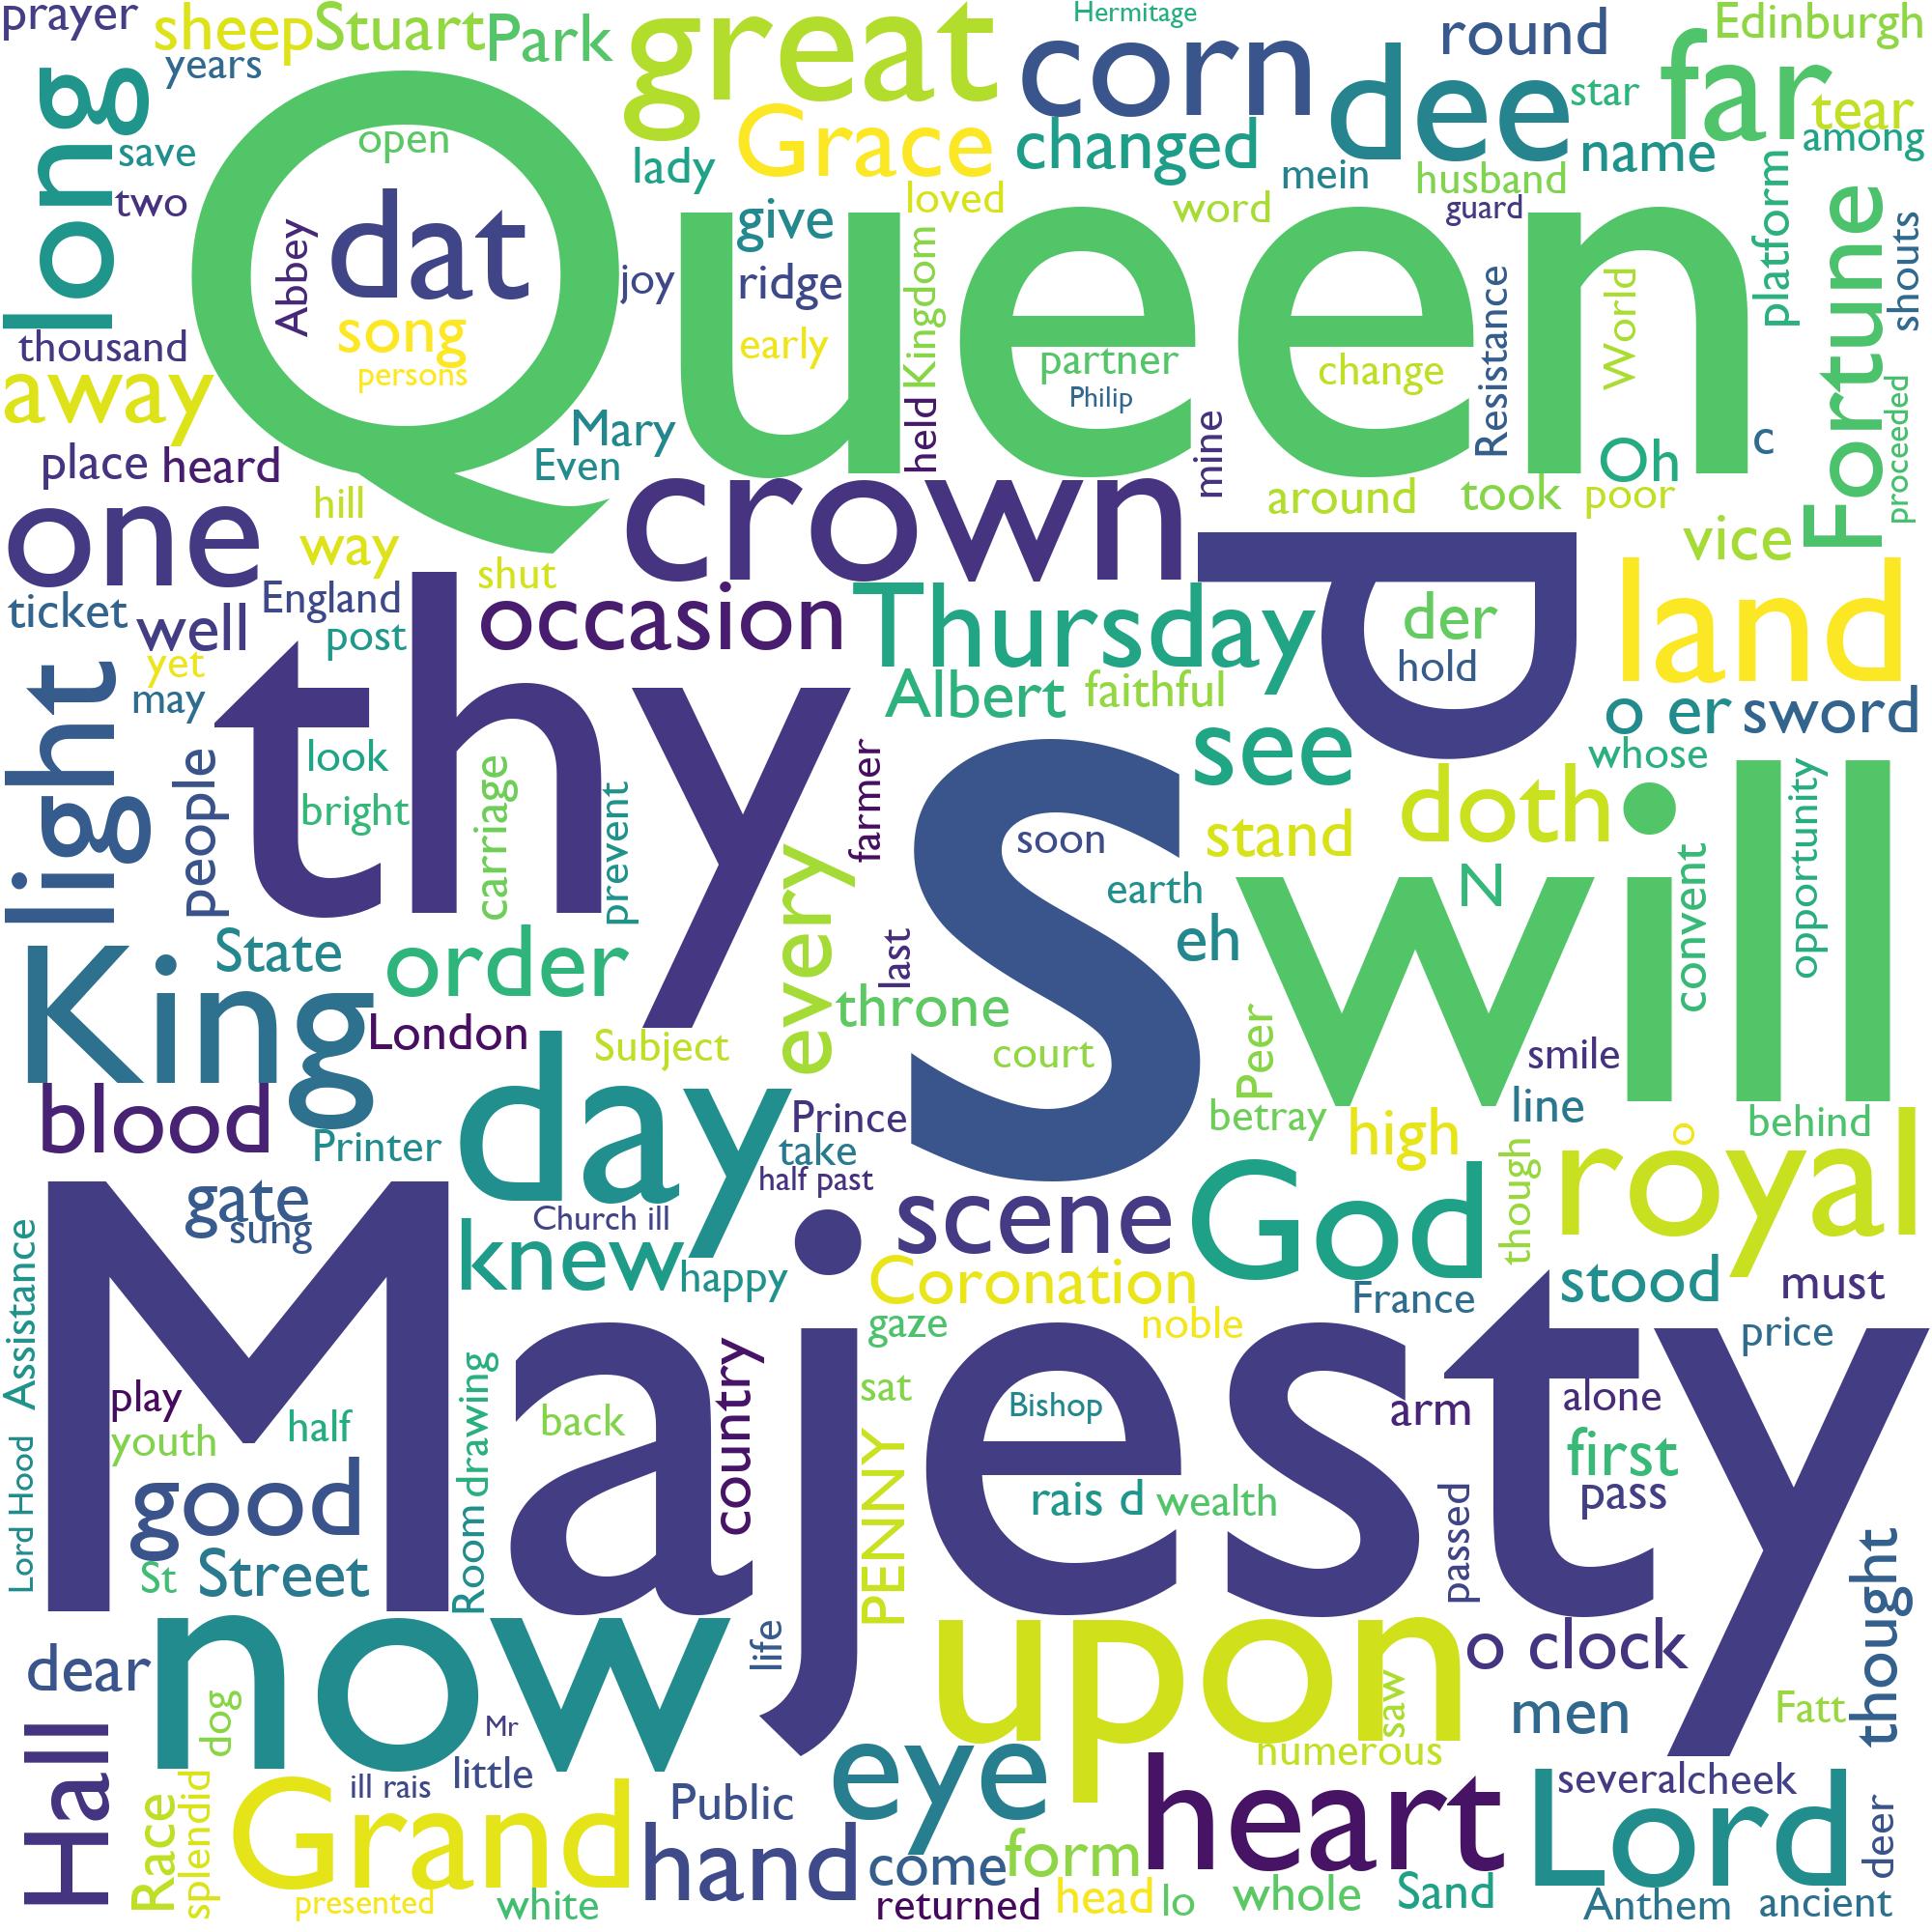 prayer sheep Stuart Park great Hermitage corn round Edinburgh
years long Grace changed dee star far tear among
save open lady loved mein husband name
two dat give word guard platform Fortune shouts
Abbey joy ridge Kingdom Queen Resistance World
thousand song early partner change
away persons Philip proceeded
place heard Mary Even held mine Oh c
one hill way crown around took poor vice
ticket well England post shut occasion Thursday der land
yet may Albert faithful hold o er sword
light people look thy farmer see P whose
bright carriage prevent S soon stand doth will opportunity
every last earth eh N convent
King State order throne court Peer smile
London Subject betray line
blood Printer day Prince take high behind
half past o
gate sung Church ill scene God though royal
knew happy Coronation France stood must
Assistance gaze noble price
Majesty
play youth half drawing back country sat Bishop arm alone first
good PENNY rais d wealth passed pass
Lord Hood St Street Room thought
dear now life upon o clock men Fatt
dog Mr saw
Hall little eye numerous several cheek
Race splendid Grand ill rais Public heart Lord deer
hand come form
presented white returned head lo whole Sand Anthem ancient